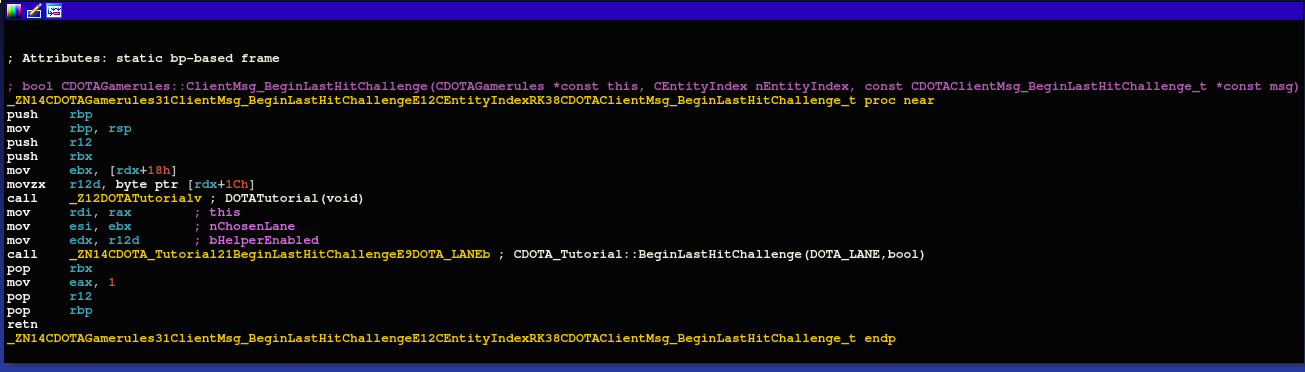 ; Attributes: static bp-based frame
; bool CDOTAGamerules::ClientMsg_BeginLastHitChallenge(CDOTAGamerules *const this, CEntityIndex nEntityIndex, const CDOTAClientMsg_BeginLastHitChallenge_t *const msg)
_ZN14CDOTAGamerules31ClientMsg_BeginLastHitChallengeE12CEntityIndexRK38CDOTAClientMsg_BeginLastHitChallenge_t proc near
push rbp
mov rbp, rsp
push r12
push rbx
mov ebx, [rdx+18h]
movzx r12d, byte ptr [rdx+1Ch]
call _Z12DOTATutorialv ; DOTATutorial(void)
mov rdi, rax ; this
mov esi, ebx ; nChosenLane
mov edx, r12d ; bHelperEnabled
call _ZN14CDOTA_Tutorial21BeginLastHitChallengeE9DOTA_LANEb ; CDOTA_Tutorial::BeginLastHitChallenge(DOTA_LANE,bool)
pop rbx
mov eax, 1
pop r12
pop rbp
retn
_ZN14CDOTAGamerules31ClientMsg_BeginLastHitChallengeE12CEntityIndexRK38CDOTAClientMsg_BeginLastHitChallenge_t endp